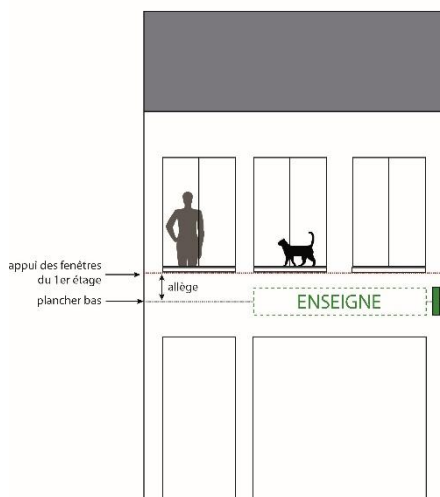 appui des fenêtres
du 1er étage
allège
plancher bas
ENSEIGNE